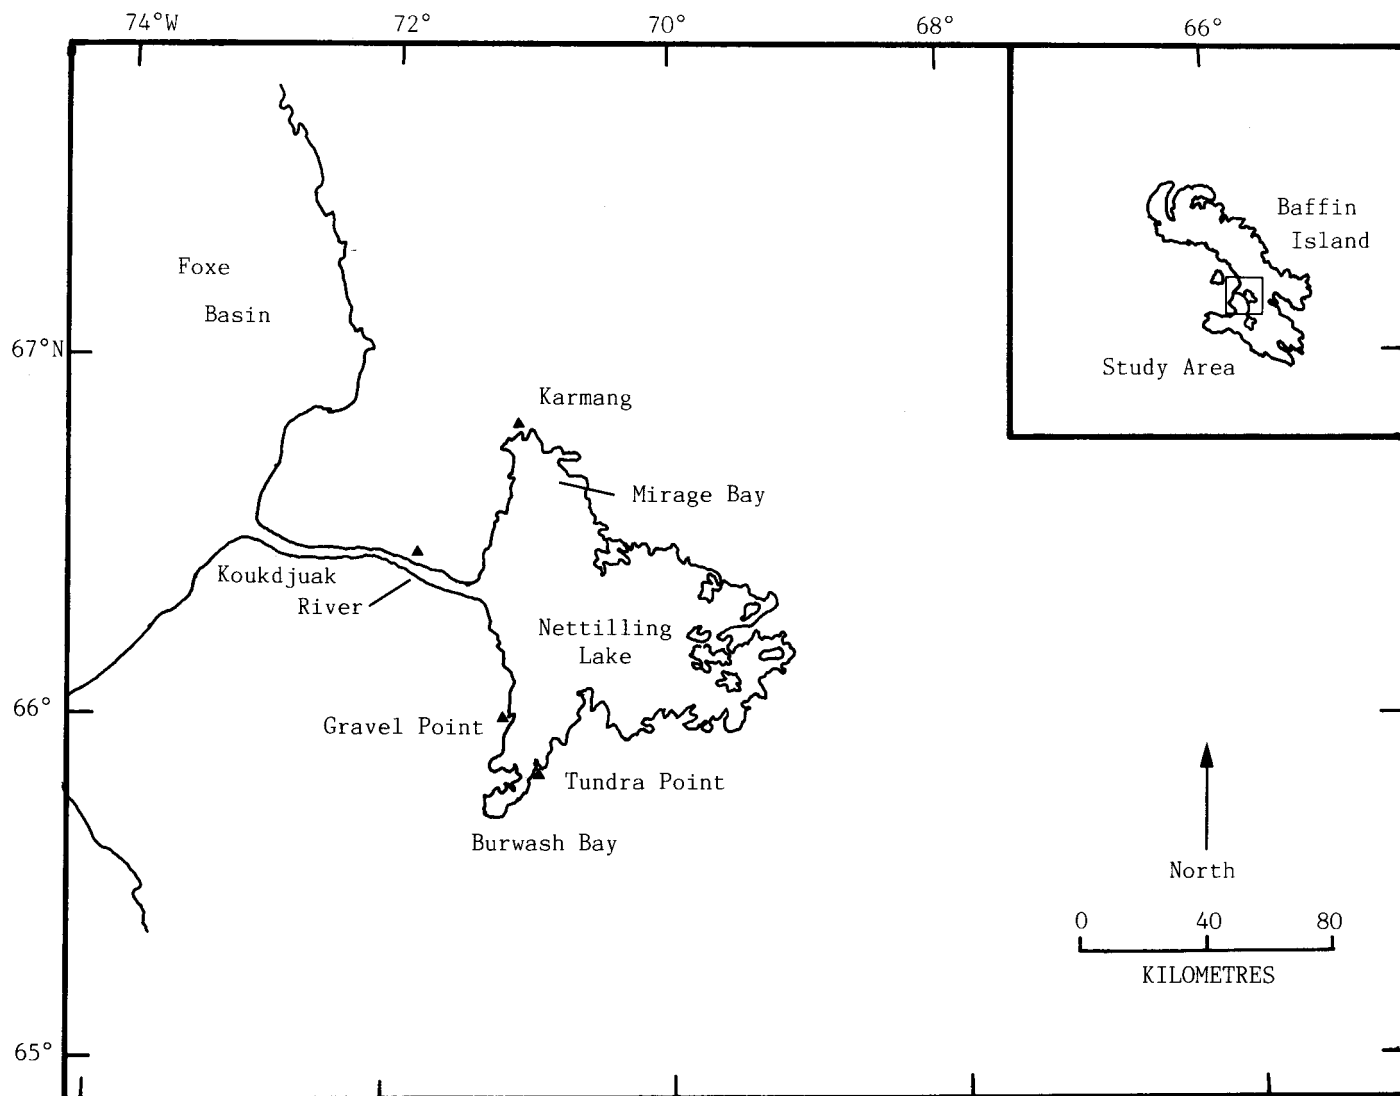 74°W 72° 70° 68° 66°
Baffin
Island
Foxe
Basin
67°N
Study Area
Karmang
Mirage Bay
Koukdjuak
River
Nettilling
Lake
66°
Gravel Point
Tundra Point
Burwash Bay
North
0 40 80
KILOMETRES
65°